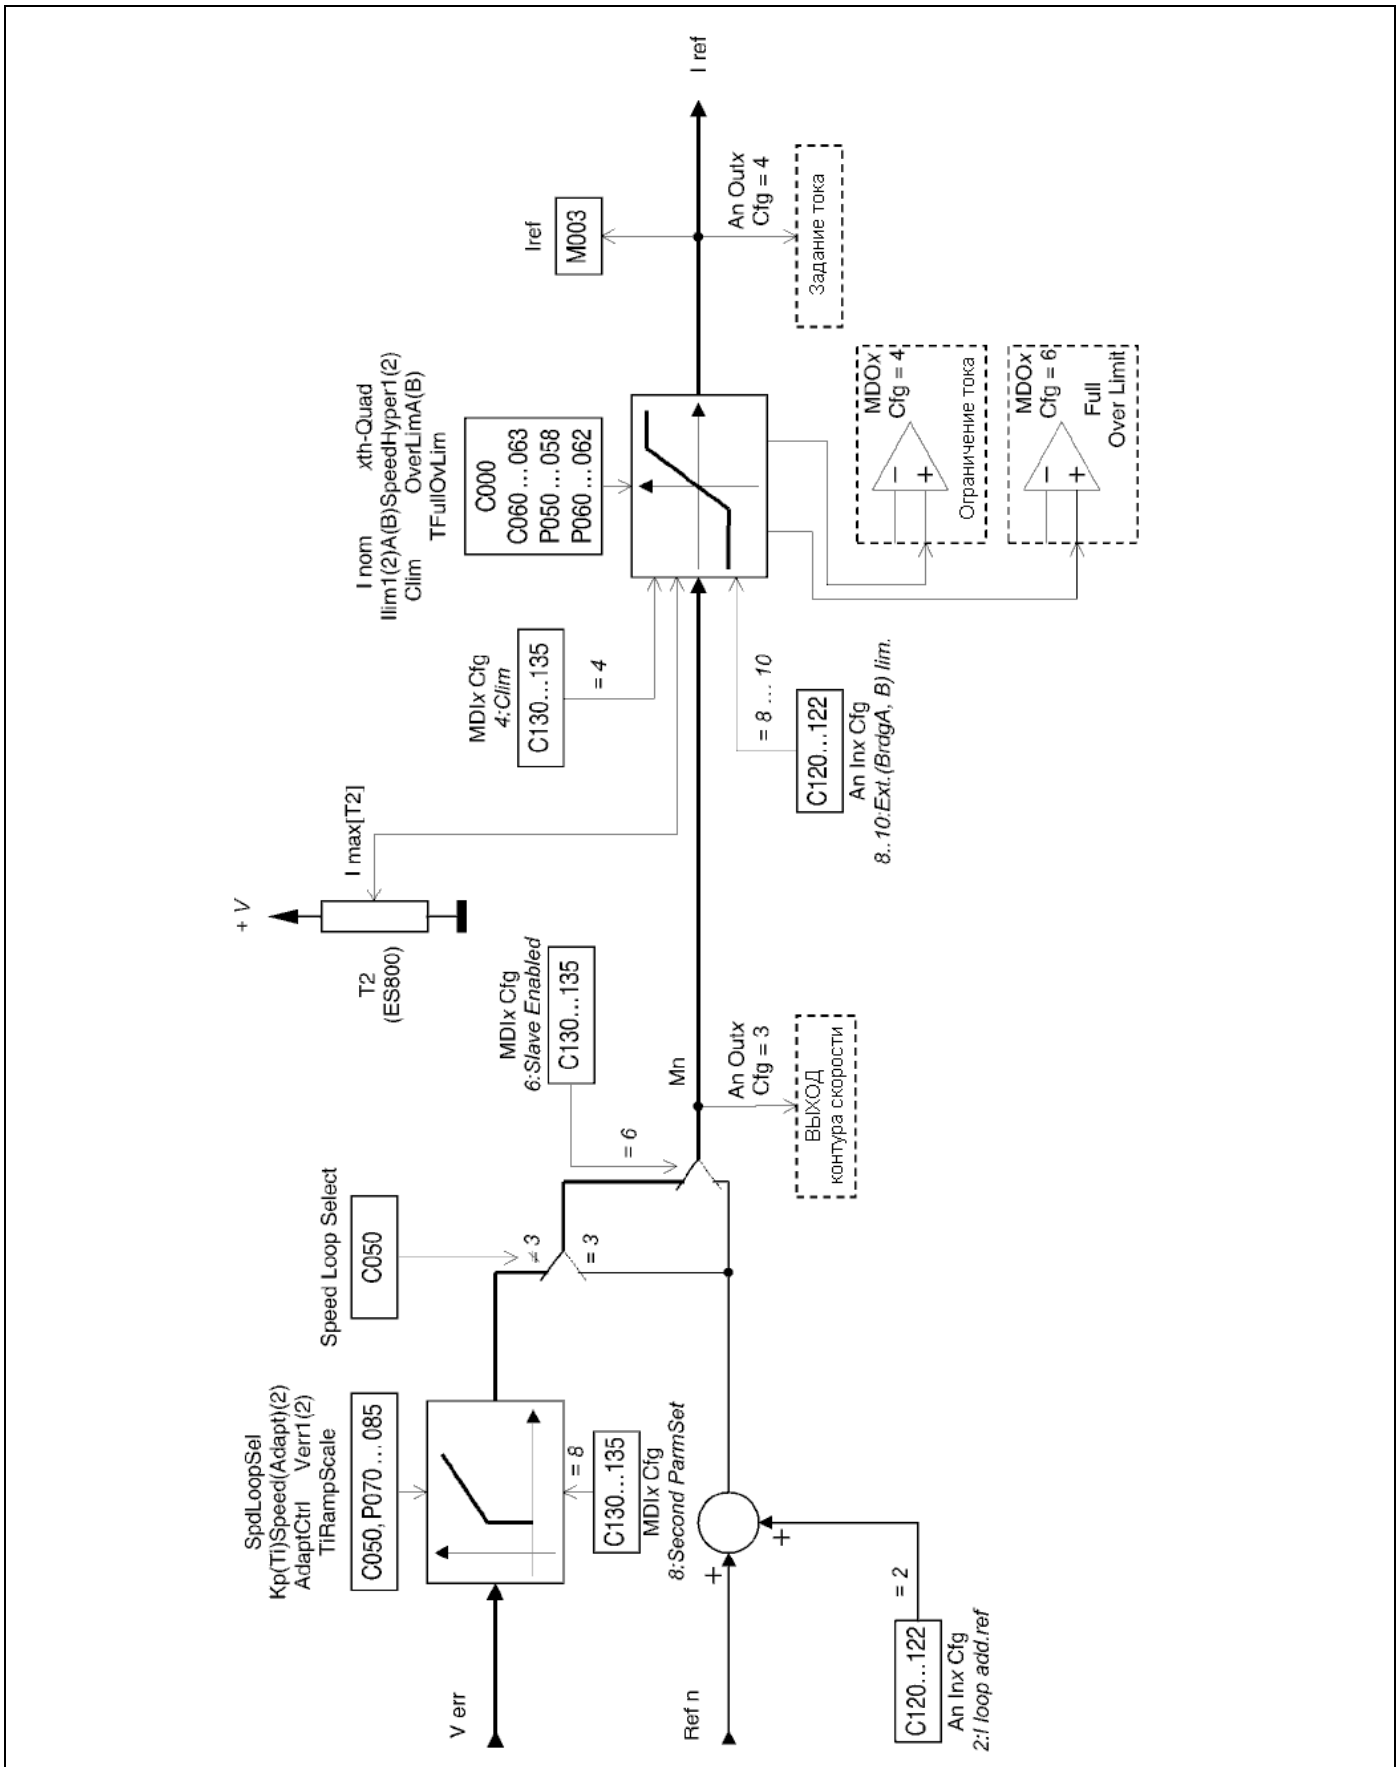 SpdLoopSel
Kp(Ti)Speed(Adapt)(2)
AdaptCtrl Verr1(2)
TiRampScale
C050, P070 ... 085
V err
= 8
C130...135
MDIx Cfg
8:Second ParmSet
Speed Loop Select
C050
≠ 3
= 3
Ref n
+
+
= 2
C120...122
An Inx Cfg
2:I loop add.ref
MDIx Cfg
6:Slave Enabled
C130...135
= 6
Mn
An Outx
Cfg = 3
ВЫХОД
контура скорости
+ V
T2
(ES800)
I max[T2]
MDIx Cfg
4:Clim
C130...135
= 4
= 8 ... 10
C120...122
An Inx Cfg
8..10:Ext.(BrdgA, B) lim.
I nom xth-Quad
Ilim1(2)A(B)SpeedHyper1(2)
Clim OverLimA(B)
TFullOvLim
C000
C060 ... 063
P050 ... 058
P060 ... 062
MDOx
Cfg = 4
− +
Ограничение тока
MDOx
Cfg = 6
− +
Full
Over Limit
Iref
M003
An Outx
Cfg = 4
Задание тока
I ref